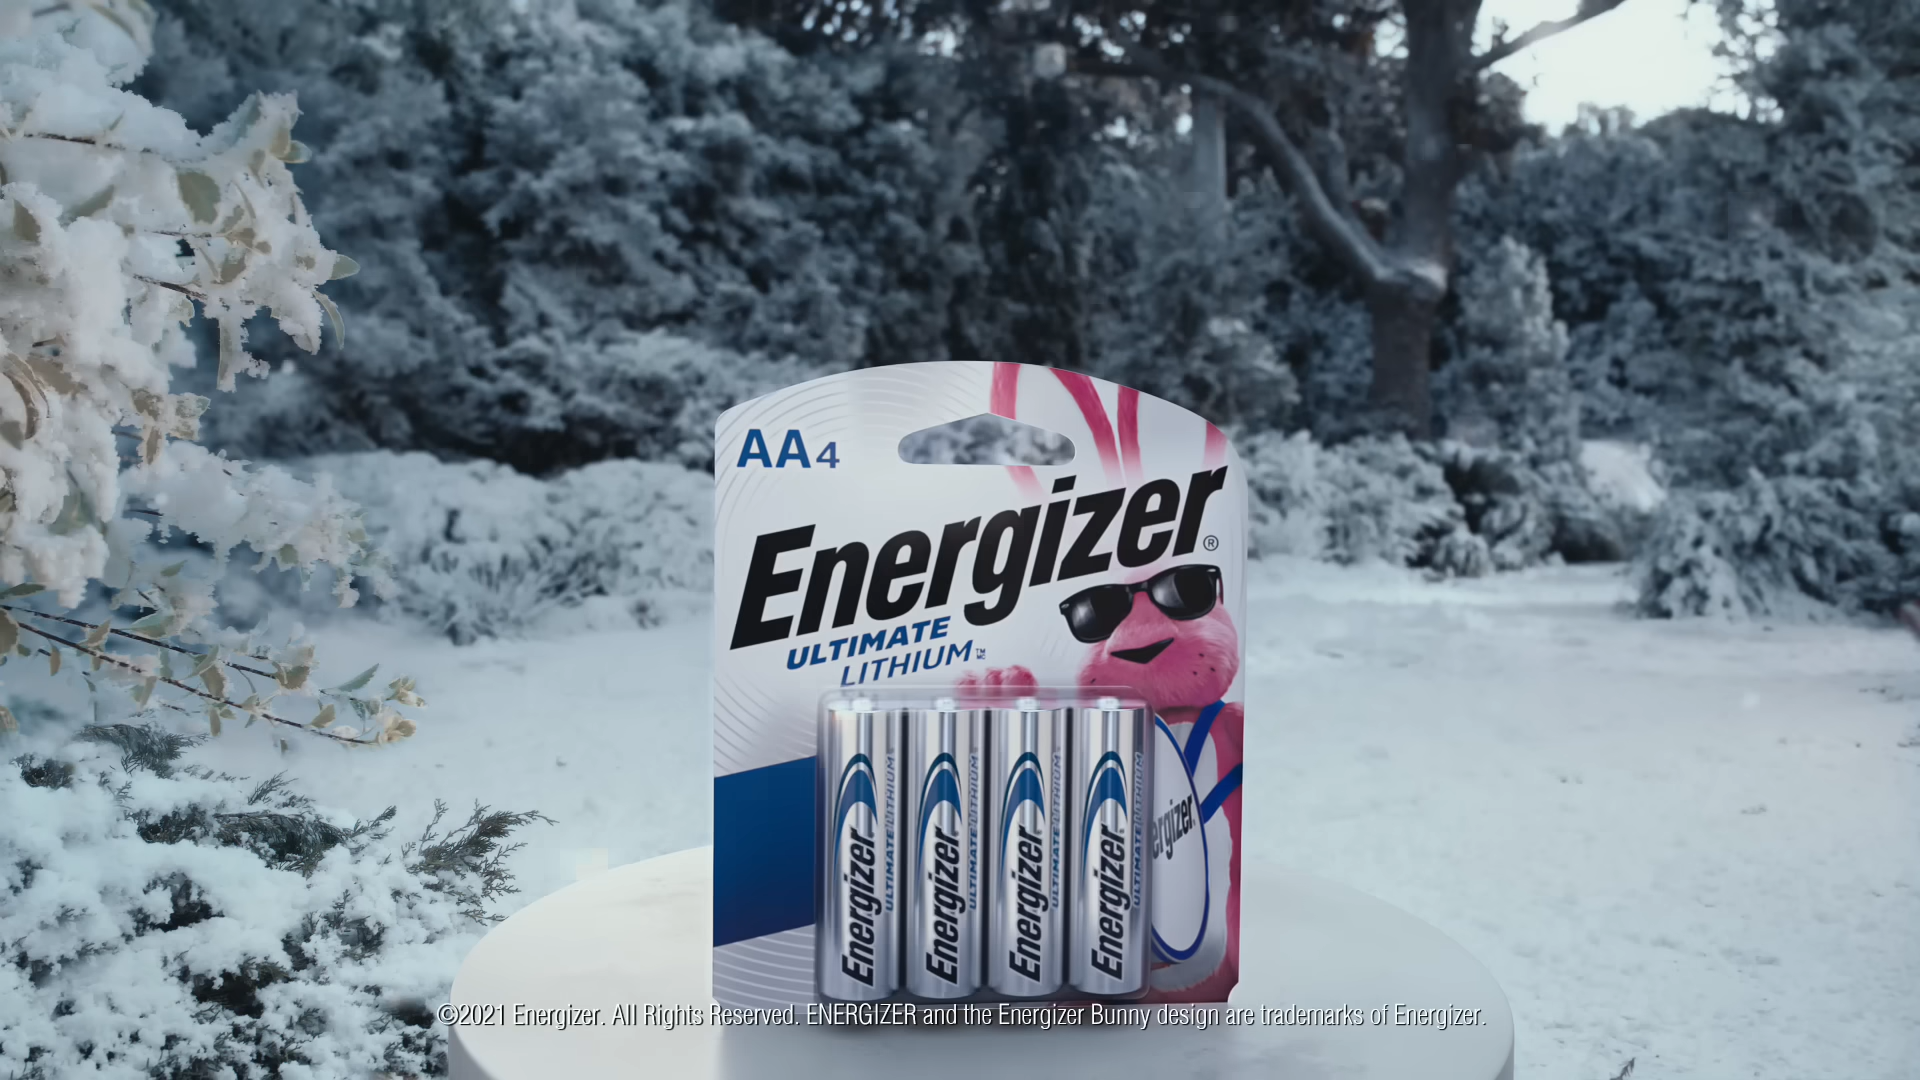 AA4
Energizer®
ULTIMATE
LITHIUM™
Energizer ULTIMATE LITHIUM
Energizer ULTIMATE LITHIUM
Energizer ULTIMATE LITHIUM
Energizer ULTIMATE LITHIUM
ergizer
©2021 Energizer. All Rights Reserved. ENERGIZER and the Energizer Bunny design are trademarks of Energizer.